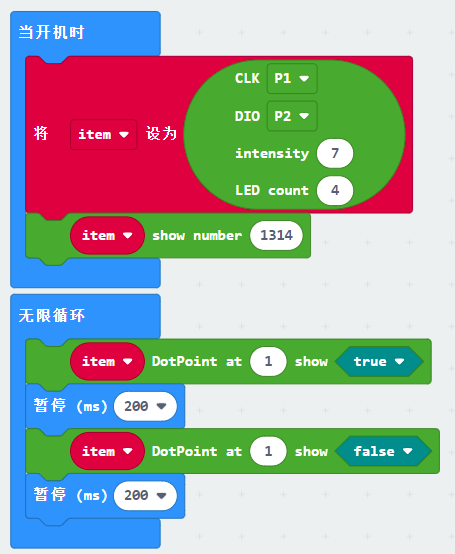 当开机时
CLK P1
DIO P2
将 item 设为
intensity 7
LED count 4
item show number 1314
无限循环
item DotPoint at 1 show true
暂停 (ms) 200
item DotPoint at 1 show false
暂停 (ms) 200